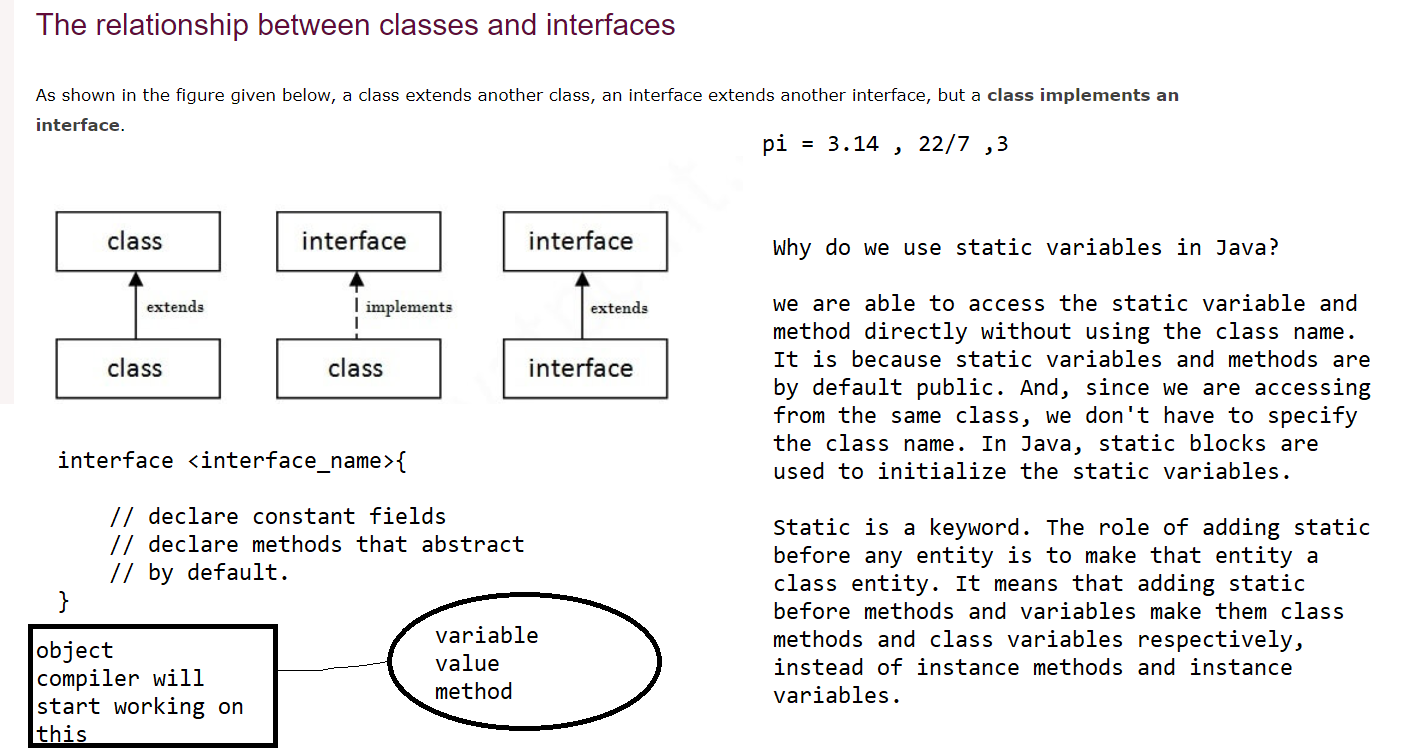 The relationship between classes and interfaces
As shown in the figure given below, a class extends another class, an interface extends another interface, but a class implements an
interface.
pi = 3.14 , 22/7 ,3
class
interface
interface
extends
implements
extends
class
class
interface
interface <interface_name>{
// declare constant fields
// declare methods that abstract
// by default.
}
object
compiler will
start working on
this
variable
value
method
Why do we use static variables in Java?
we are able to access the static variable and
method directly without using the class name.
It is because static variables and methods are
by default public. And, since we are accessing
from the same class, we don't have to specify
the class name. In Java, static blocks are
used to initialize the static variables.
Static is a keyword. The role of adding static
before any entity is to make that entity a
class entity. It means that adding static
before methods and variables make them class
methods and class variables respectively,
instead of instance methods and instance
variables.